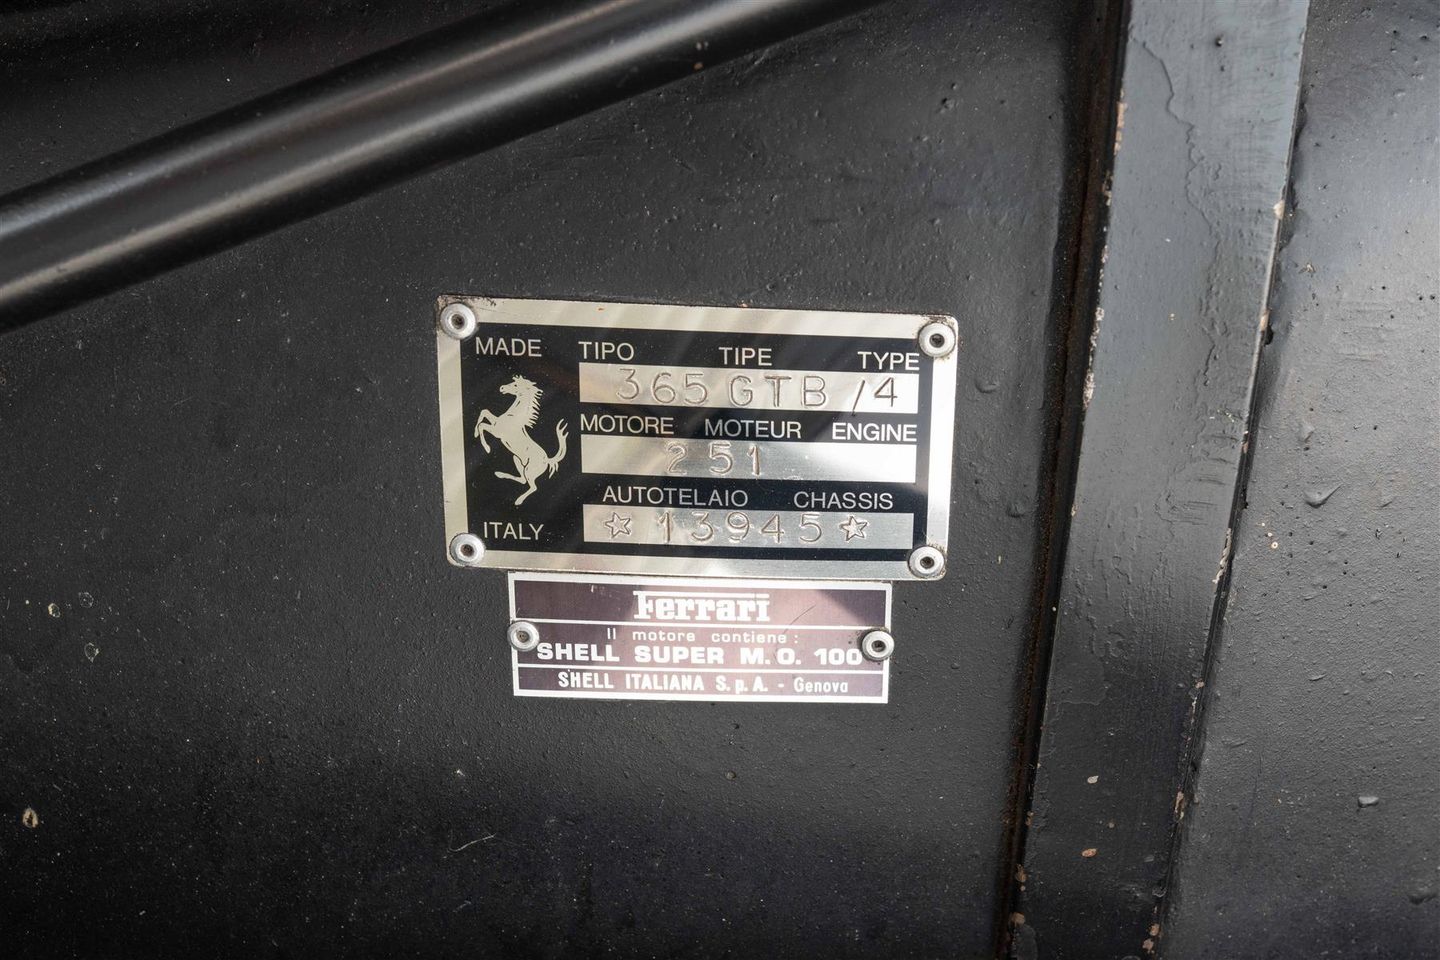 MADE TIPO TIPE TYPE
365 GTB/4
MOTORE MOTEUR ENGINE
251
AUTOTELAIO CHASSIS
ITALY ☆13945☆
Ferrari
Il motore contiene:
SHELL SUPER M.O. 100
SHELL ITALIANA S.p.A. - Genova